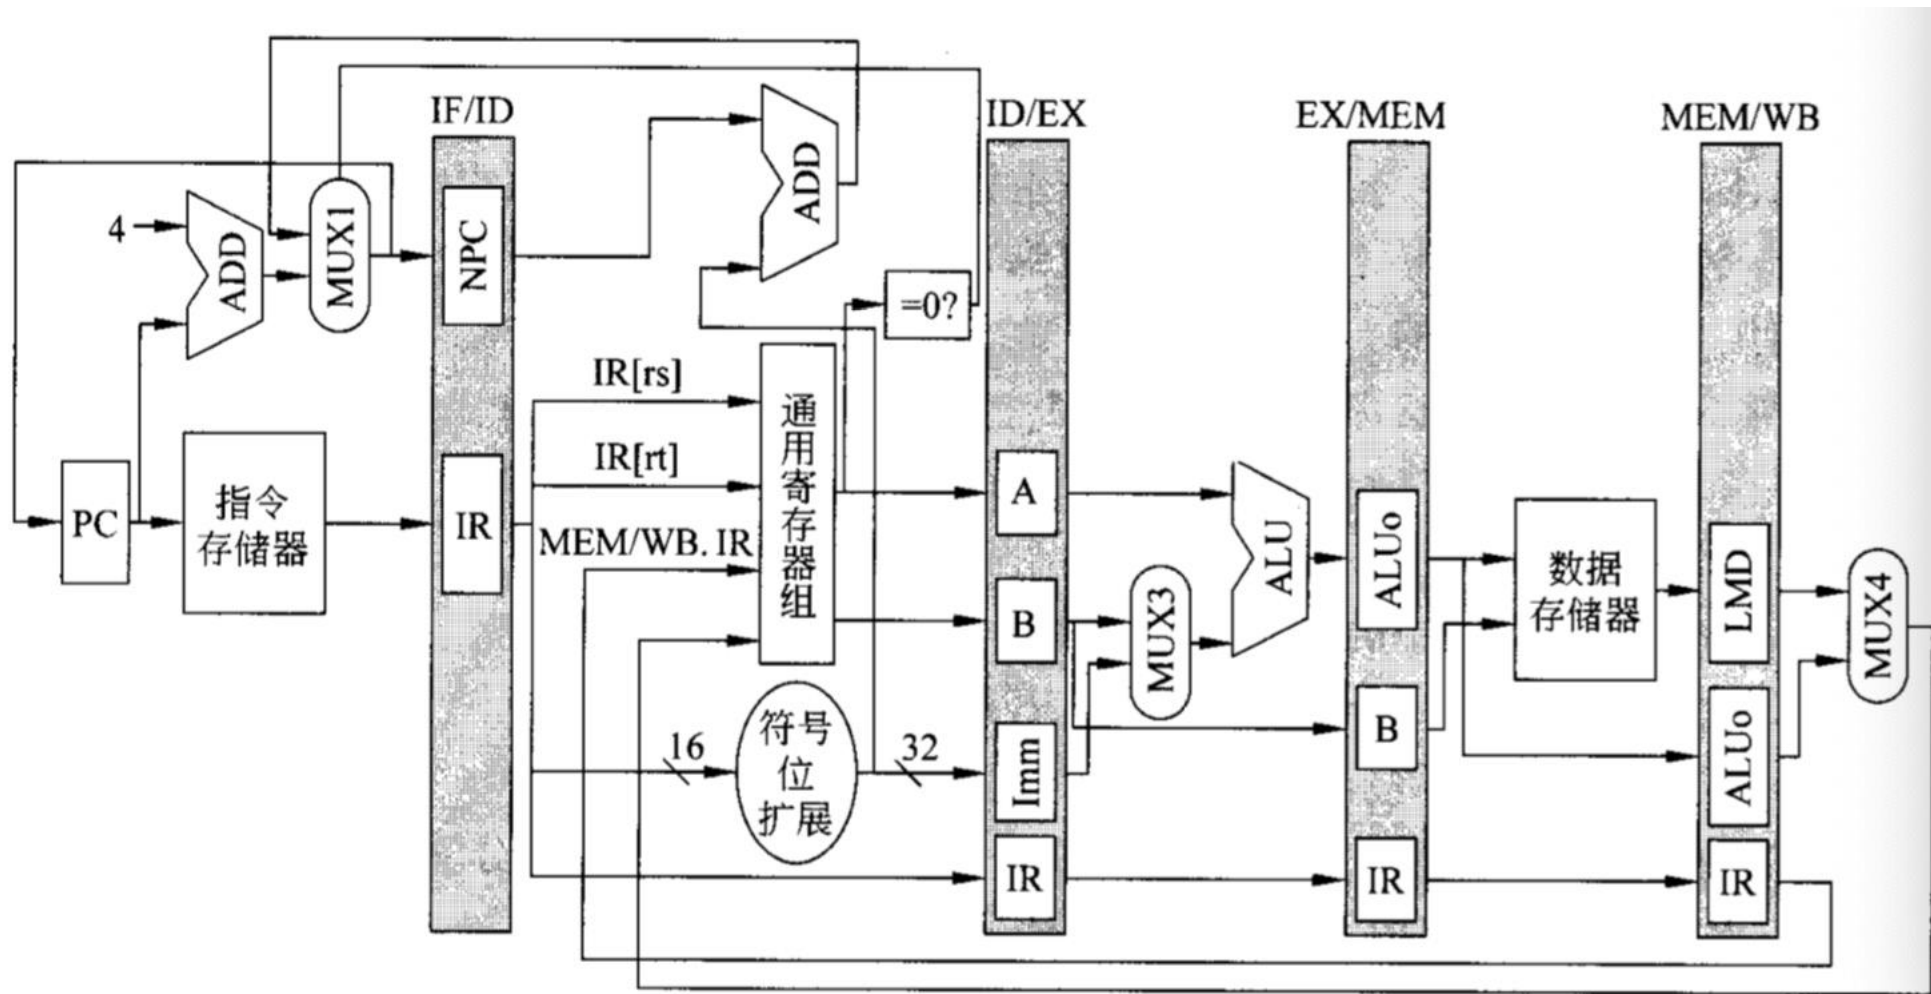 IF/ID
ID/EX
EX/MEM
MEM/WB
4
ADD
MUX1
NPC
ADD
=0?
IR[rs]
IR[rt]
MEM/WB. IR
PC
指令
存储器
IR
通用寄存器组
A
B
MUX3
ALU
ALUo
B
数据
存储器
LMD
ALUo
MUX4
16
符号
位
扩展
32
Imm
IR
IR
IR